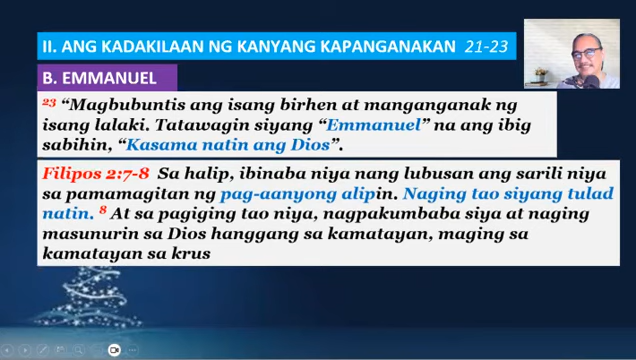 II. ANG KADAKILAAN NG KANYANG KAPANGANAKAN 21-23
B. EMMANUEL
23 “Magbubuntis ang isang birhen at manganganak ng
isang lalaki. Tatawagin siyang “Emmanuel” na ang ibig
sabihin, “Kasama natin ang Dios”.
Filipos 2:7-8 Sa halip, ibinaba niya nang lubusan ang sarili niya
sa pamamagitan ng pag-aanyong alipin. Naging tao siyang tulad
natin. 8 At sa pagiging tao niya, nagpakumbaba siya at naging
masunurin sa Dios hanggang sa kamatayan, maging sa
kamatayan sa krus